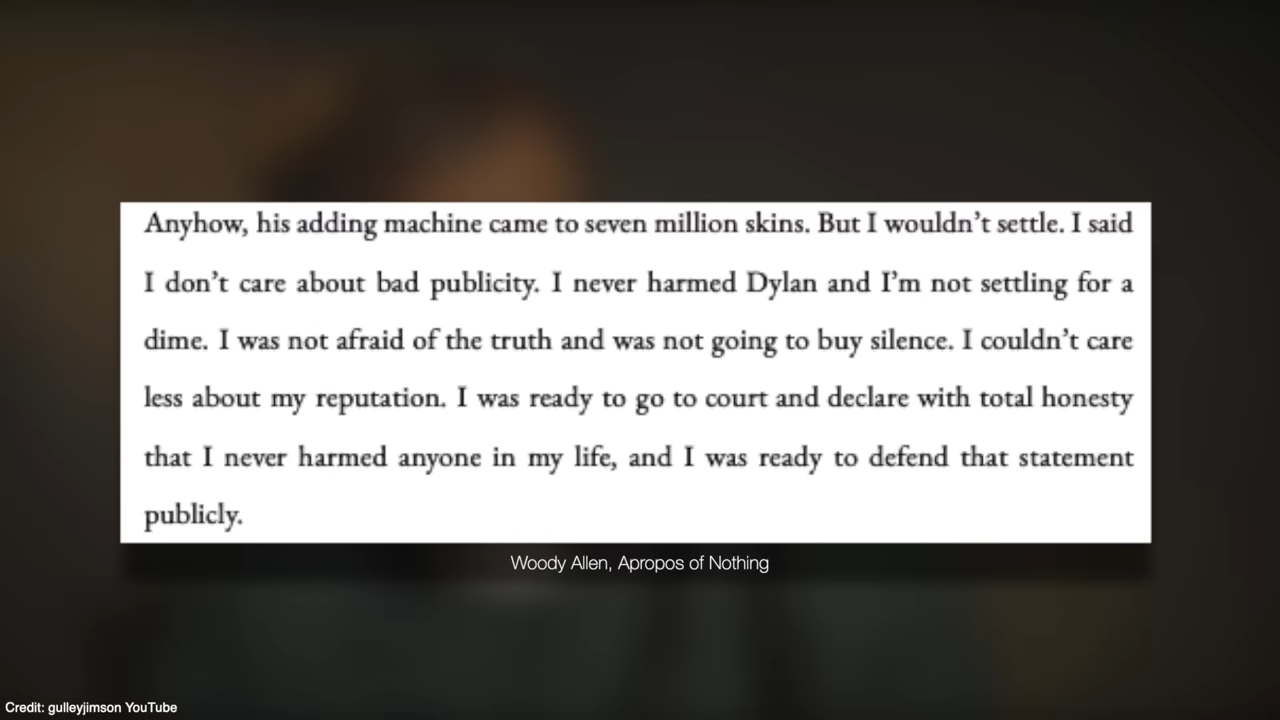 Anyhow, his adding machine came to seven million skins. But I wouldn’t settle. I said
I don’t care about bad publicity. I never harmed Dylan and I’m not settling for a
dime. I was not afraid of the truth and was not going to buy silence. I couldn’t care
less about my reputation. I was ready to go to court and declare with total honesty
that I never harmed anyone in my life, and I was ready to defend that statement
publicly.
Woody Allen, Apropos of Nothing
Credit: gulleyjimson YouTube